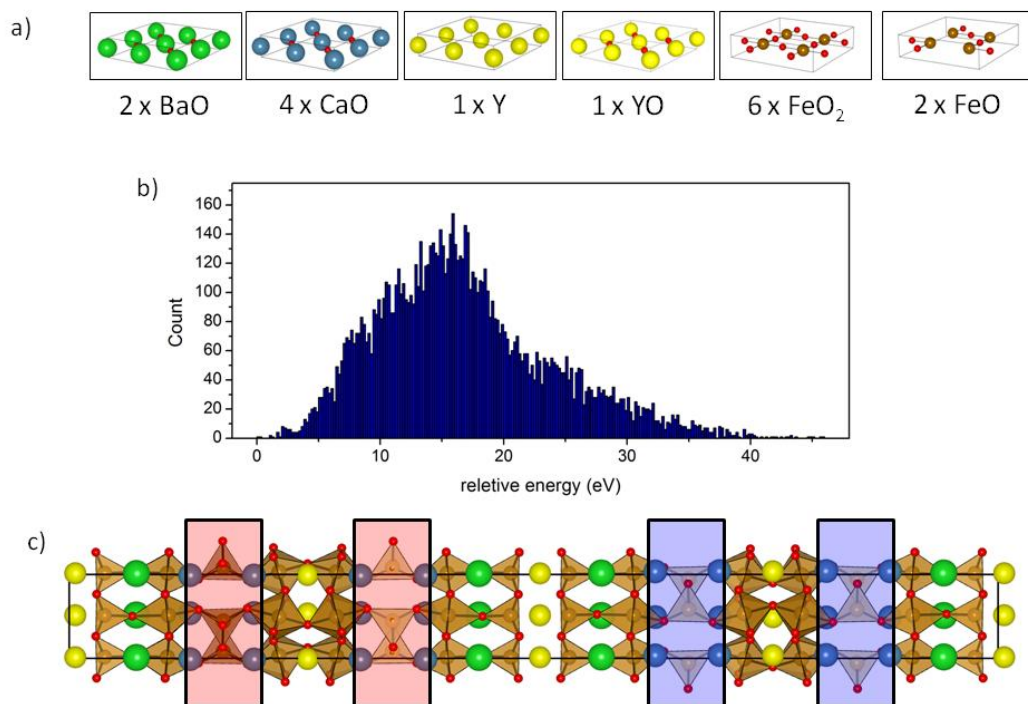 a)
2 x BaO 4 x CaO 1 x Y 1 x YO 6 x FeO₂ 2 x FeO
b)
160
140
120
100
80
60
40
20
0
Count
0 10 20 30 40
reletive energy (eV)
c)